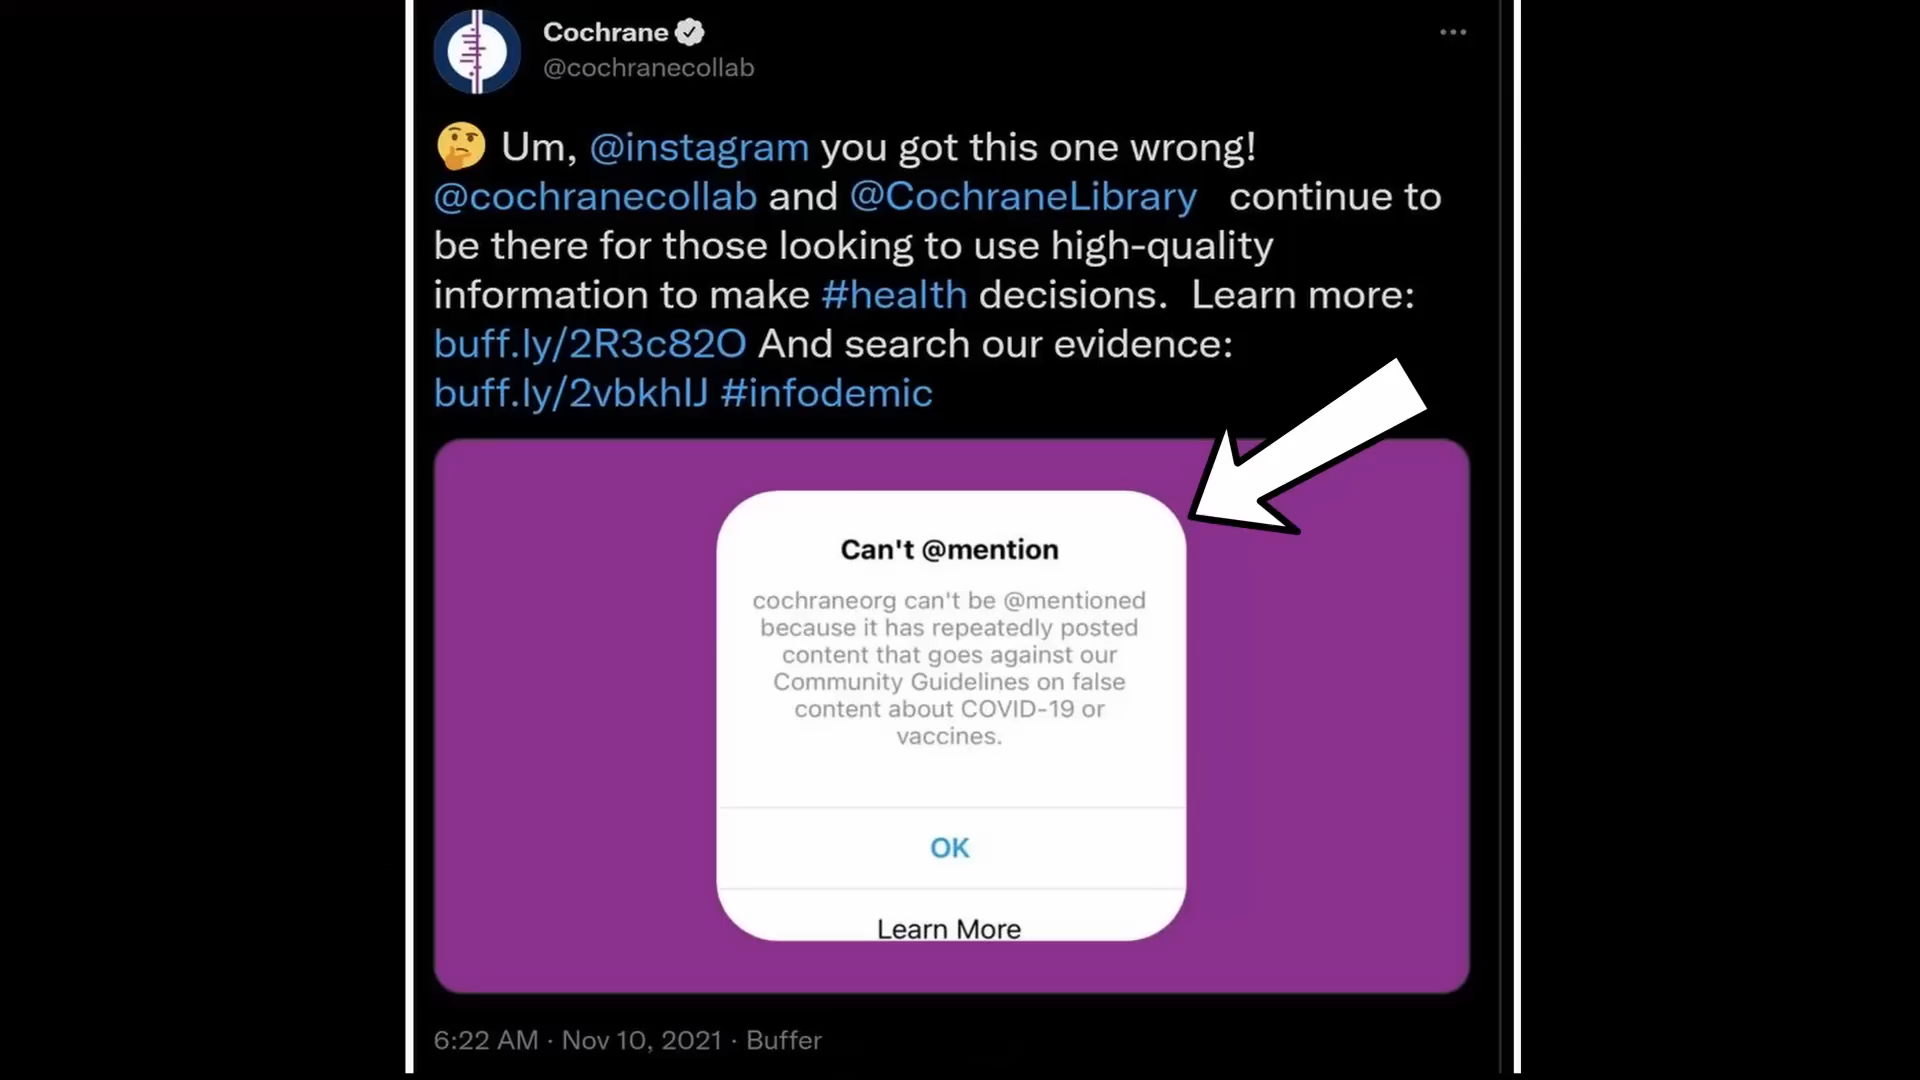 Cochrane
@cochranecollab
Um, @instagram you got this one wrong!
@cochranecollab and @CochraneLibrary continue to
be there for those looking to use high-quality
information to make #health decisions. Learn more:
buff.ly/2R3c82O And search our evidence:
buff.ly/2vbkhIJ #infodemic
Can't @mention
cochraneorg can't be @mentioned
because it has repeatedly posted
content that goes against our
Community Guidelines on false
content about COVID-19 or
vaccines.
OK
Learn More
6:22 AM · Nov 10, 2021 · Buffer